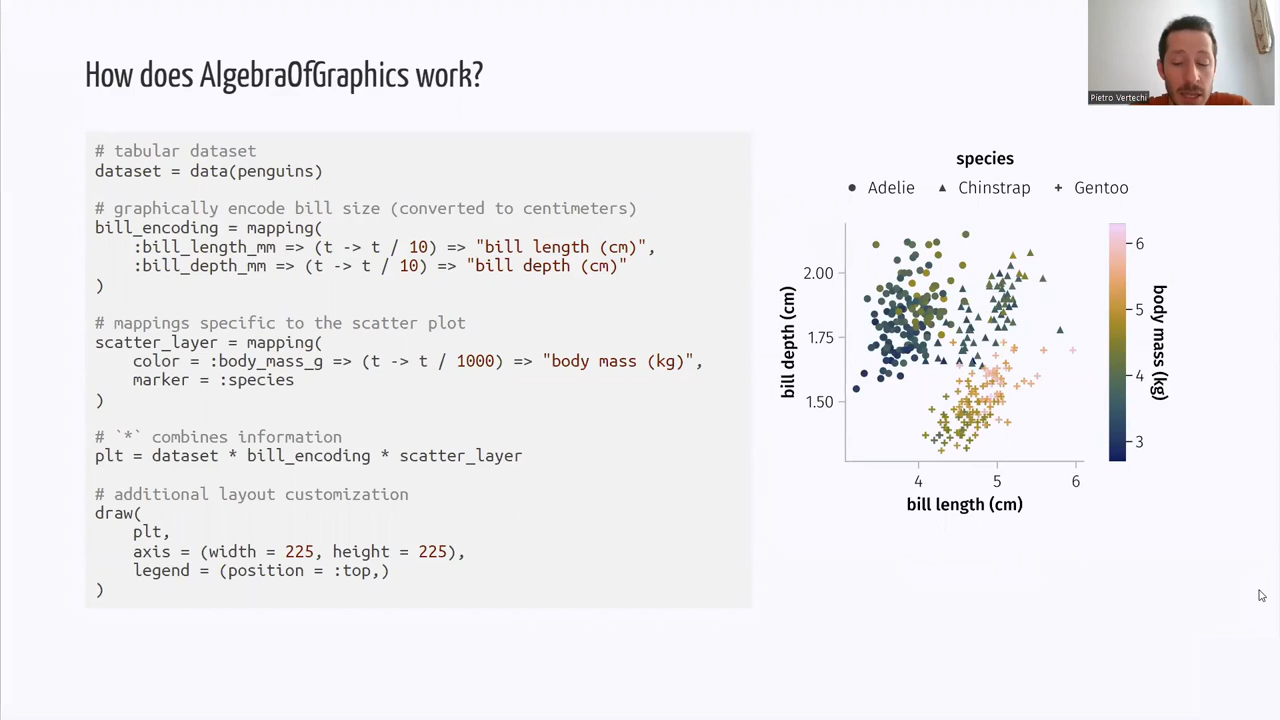 How does AlgebraOfGraphics work?
Pietro Vertechi
# tabular dataset
dataset = data(penguins)
# graphically encode bill size (converted to centimeters)
bill_encoding = mapping(
    :bill_length_mm => (t -> t / 10) => "bill length (cm)",
    :bill_depth_mm => (t -> t / 10) => "bill depth (cm)"
)
# mappings specific to the scatter plot
scatter_layer = mapping(
    color = :body_mass_g => (t -> t / 1000) => "body mass (kg)",
    marker = :species
)
# `*` combines information
plt = dataset * bill_encoding * scatter_layer
# additional layout customization
draw(
    plt,
    axis = (width = 225, height = 225),
    legend = (position = :top,)
)
species
Adelie Chinstrap Gentoo
bill depth (cm)
2.00
1.75
1.50
4 5 6
bill length (cm)
6
5
4
3
body mass (kg)